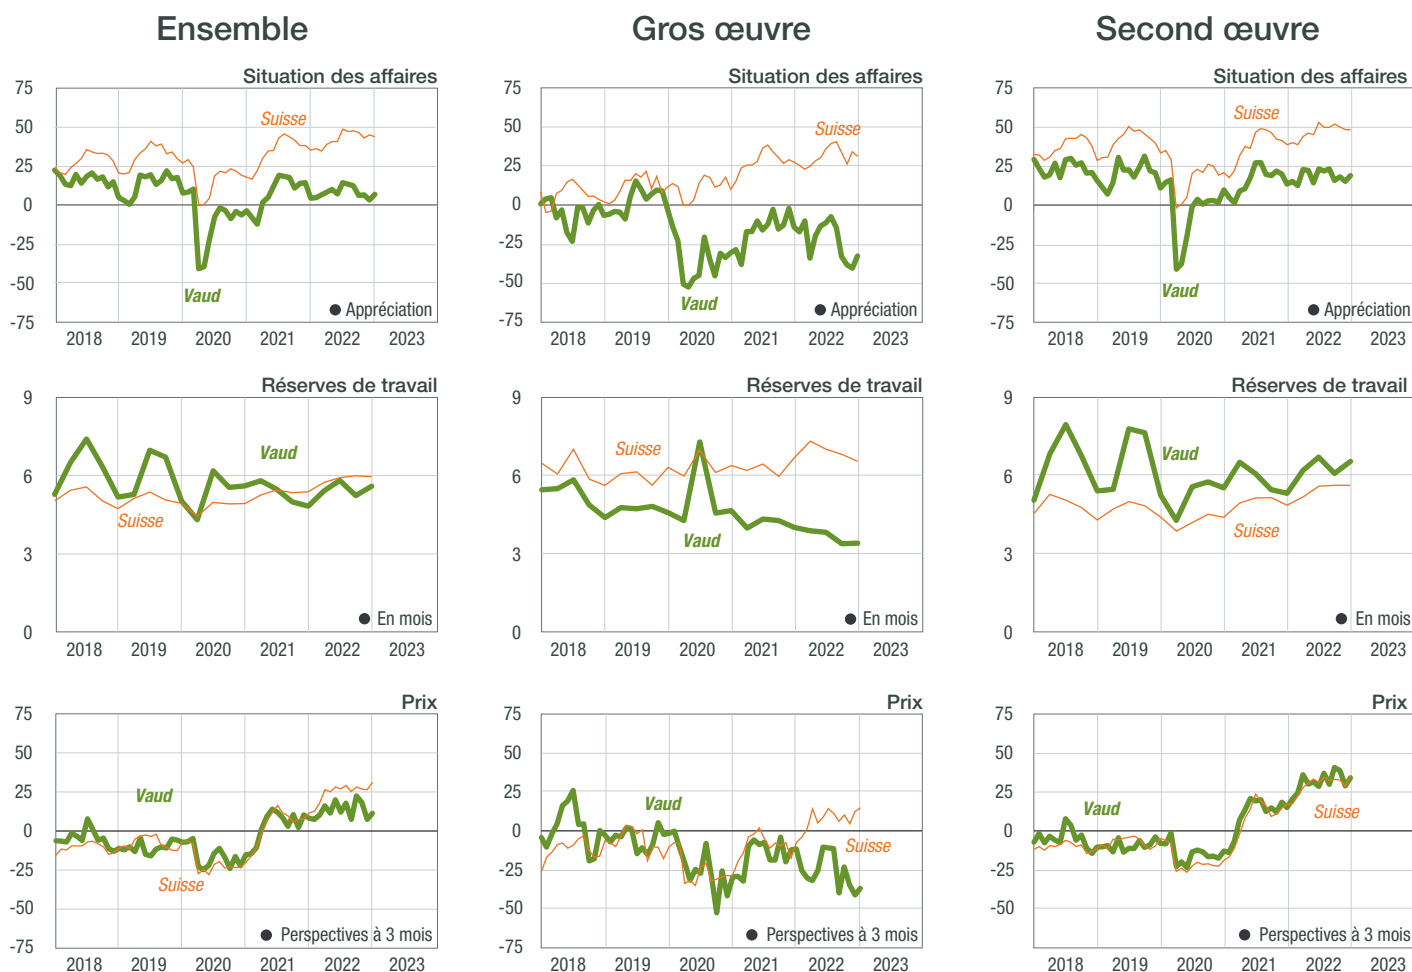 Ensemble
Gros œuvre
Second œuvre
Situation des affaires
75
50
25
0
-25
-50
-75
Suisse
Vaud
Appréciation
2018 2019 2020 2021 2022 2023
Situation des affaires
75
50
25
0
-25
-50
-75
Suisse
Vaud
Appréciation
2018 2019 2020 2021 2022 2023
Situation des affaires
75
50
25
0
-25
-50
-75
Suisse
Vaud
Appréciation
2018 2019 2020 2021 2022 2023
Réserves de travail
9
6
3
0
Vaud
Suisse
En mois
2018 2019 2020 2021 2022 2023
Réserves de travail
9
6
3
0
Suisse
Vaud
En mois
2018 2019 2020 2021 2022 2023
Réserves de travail
9
6
3
0
Vaud
Suisse
En mois
2018 2019 2020 2021 2022 2023
Prix
75
50
25
0
-25
-50
-75
Vaud
Suisse
Perspectives à 3 mois
2018 2019 2020 2021 2022 2023
Prix
75
50
25
0
-25
-50
-75
Vaud
Suisse
Perspectives à 3 mois
2018 2019 2020 2021 2022 2023
Prix
75
50
25
0
-25
-50
-75
Vaud
Suisse
Perspectives à 3 mois
2018 2019 2020 2021 2022 2023